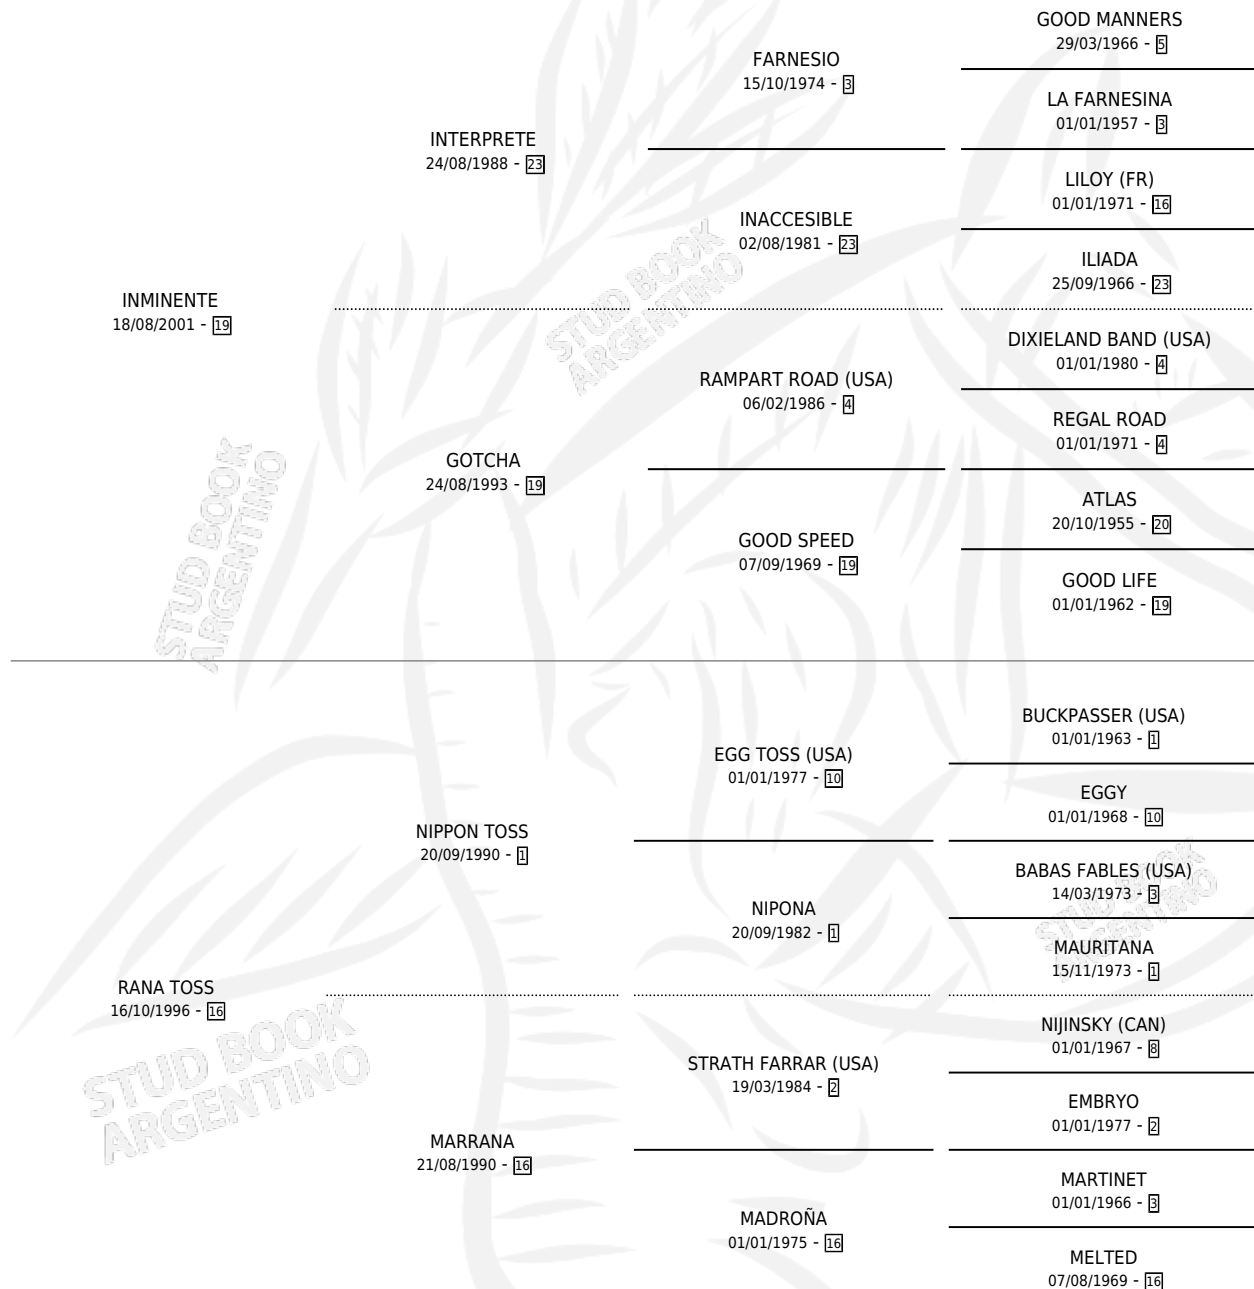 GOOD MANNERS
29/03/1966 - 5
FARNESIO
15/10/1974 - 3
LA FARNESINA
01/01/1957 - 3
INTERPRETE
24/08/1988 - 23
LILOY (FR)
01/01/1971 - 16
INACCESIBLE
02/08/1981 - 23
ILIADA
25/09/1966 - 23
INMINENTE
18/08/2001 - 19
DIXIELAND BAND (USA)
01/01/1980 - 4
RAMPART ROAD (USA)
06/02/1986 - 4
REGAL ROAD
01/01/1971 - 4
GOTCHA
24/08/1993 - 19
ATLAS
20/10/1955 - 20
GOOD SPEED
07/09/1969 - 19
GOOD LIFE
01/01/1962 - 19
BUCKPASSER (USA)
01/01/1963 - 1
EGG TOSS (USA)
01/01/1977 - 10
EGGY
01/01/1968 - 10
NIPPON TOSS
20/09/1990 - 1
BABAS FABLES (USA)
14/03/1973 - 3
NIPONA
20/09/1982 - 1
MAURITANA
15/11/1973 - 1
RANA TOSS
16/10/1996 - 16
NIJINSKY (CAN)
01/01/1967 - 8
STRATH FARRAR (USA)
19/03/1984 - 2
EMBRYO
01/01/1977 - 2
MARRANA
21/08/1990 - 16
MARTINET
01/01/1966 - 3
MADROÑA
01/01/1975 - 16
MELTED
07/08/1969 - 16
STUD BOOK
ARGENTINO
STUD BOOK
ARGENTINO
STUD BOOK
ARGENTINO
STUD BOOK
ARGENTINO